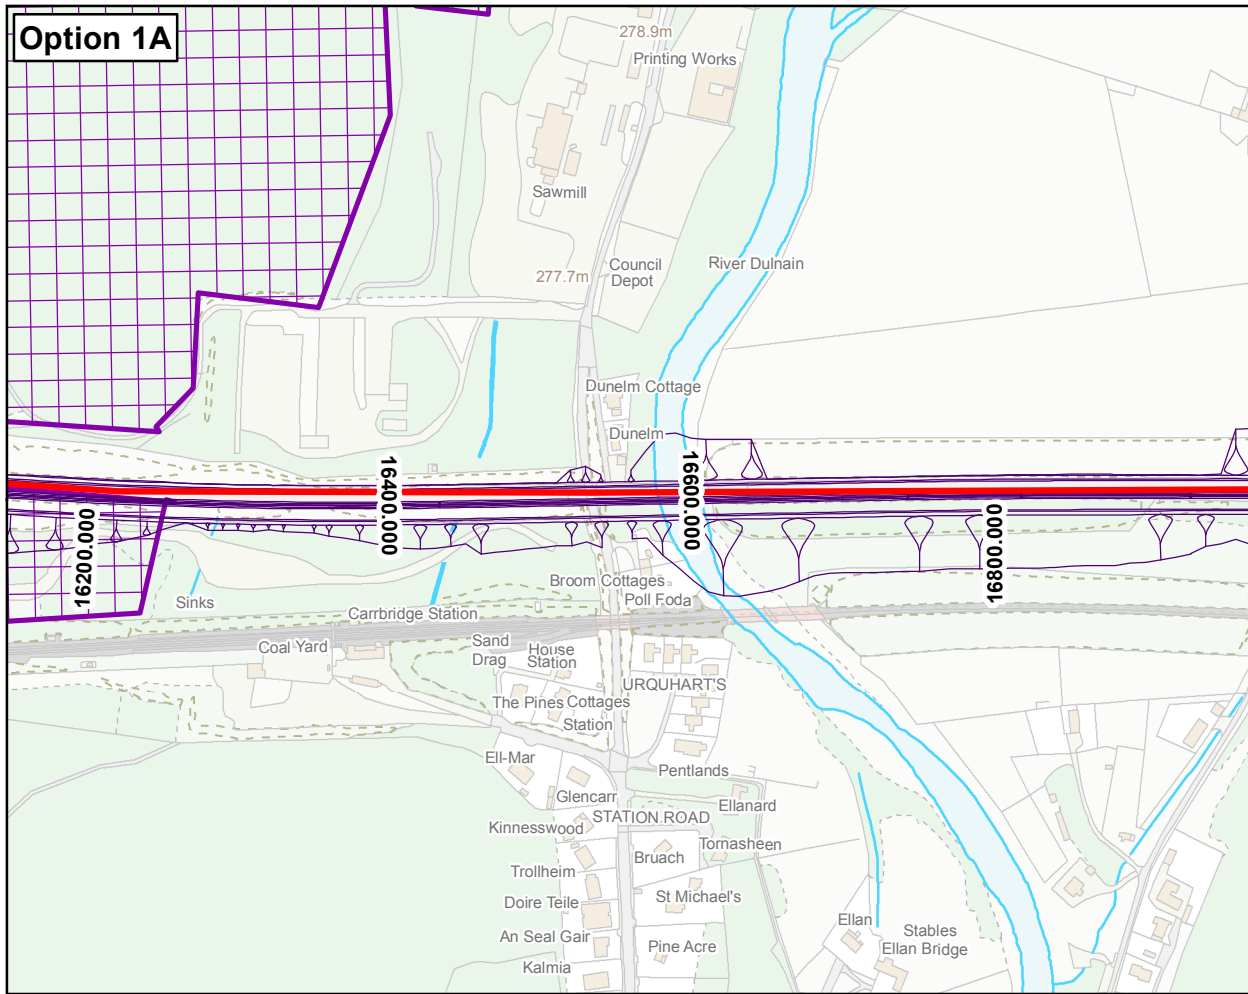 Option 1A
278.9m
Printing Works
Sawmill
277.7m
Council
Depot
River Dulnain
Dunelm Cottage
Dunelm
16200.000
16400.000
16600.000
16800.000
Sinks
Broom Cottages
Poll Foda
Carrbridge Station
Coal Yard
Sand
Drag
House
Station
URQUHART'S
The Pines
Cottages
Station
Ell-Mar
Pentlands
Glencarr
Ellanard
STATION ROAD
Kinnesswood
Tornasheen
Bruach
Trollheim
St Michael's
Doire Teile
Ellan
Stables
An Seal Gair
Pine Acre
Ellan Bridge
Kalmia